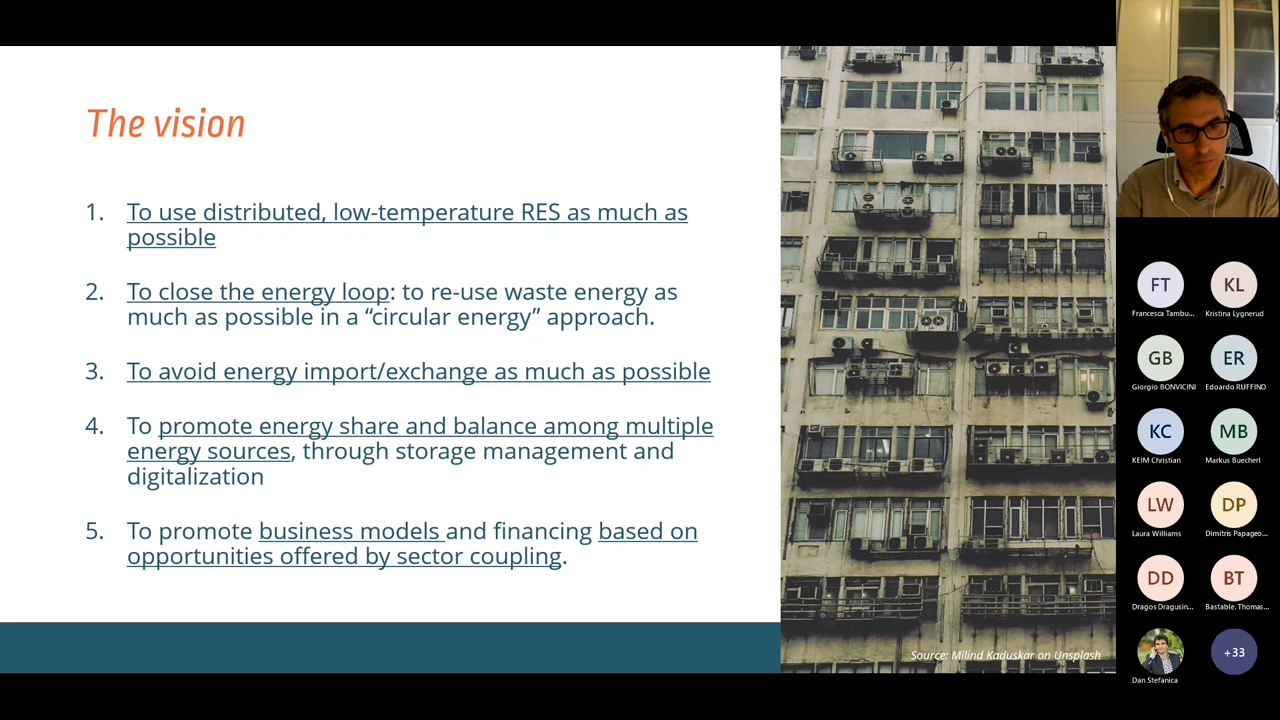 The vision
1. To use distributed, low-temperature RES as much as
possible
2. To close the energy loop: to re-use waste energy as
much as possible in a “circular energy” approach.
3. To avoid energy import/exchange as much as possible
4. To promote energy share and balance among multiple
energy sources, through storage management and
digitalization
5. To promote business models and financing based on
opportunities offered by sector coupling.
Source: Milind Kaduskar on Unsplash
FT KL
Francesca Tambu... Kristina Lygnerud
GB ER
Giorgio BONVICINI Edoardo RUFFINO
KC MB
KEIM Christian Markus Buecherl
LW DP
Laura Williams Dimitris Papageo...
DD BT
Dragos Dragusin... Bastable. Thomas...
+33
Dan Stefanica